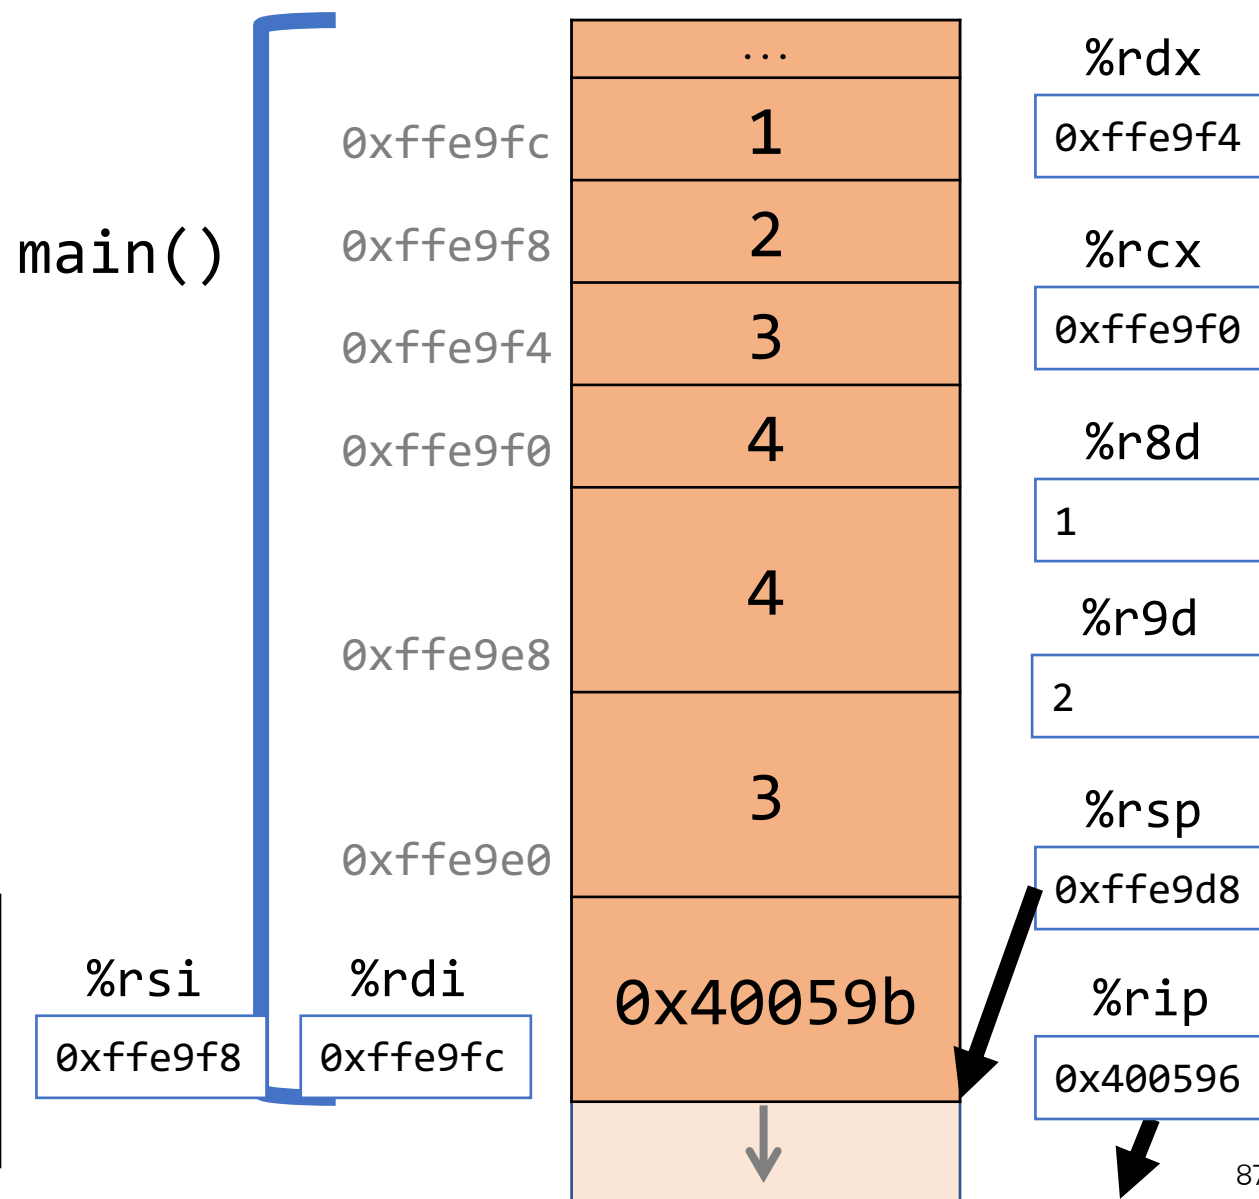 ...
%rdx
0xffe9fc
1
0xffe9f4
main()
0xffe9f8
2
%rcx
0xffe9f4
3
0xffe9f0
0xffe9f0
4
%r8d
1
4
%r9d
0xffe9e8
2
3
%rsp
0xffe9e0
0xffe9d8
%rsi
%rdi
0x40059b
%rip
0xffe9f8
0xffe9fc
0x400596